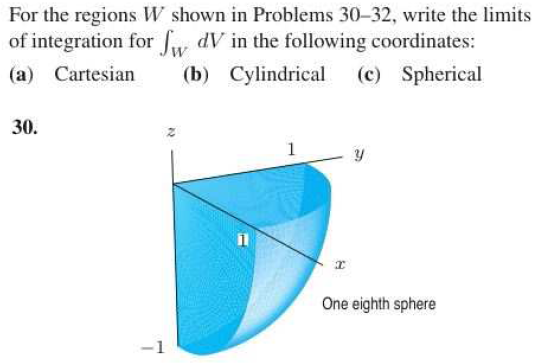 For the regions W shown in Problems 30–32, write the limits
of integration for ∫_W dV in the following coordinates:
(a) Cartesian (b) Cylindrical (c) Spherical
30.
z
1
y
1
x
One eighth sphere
−1